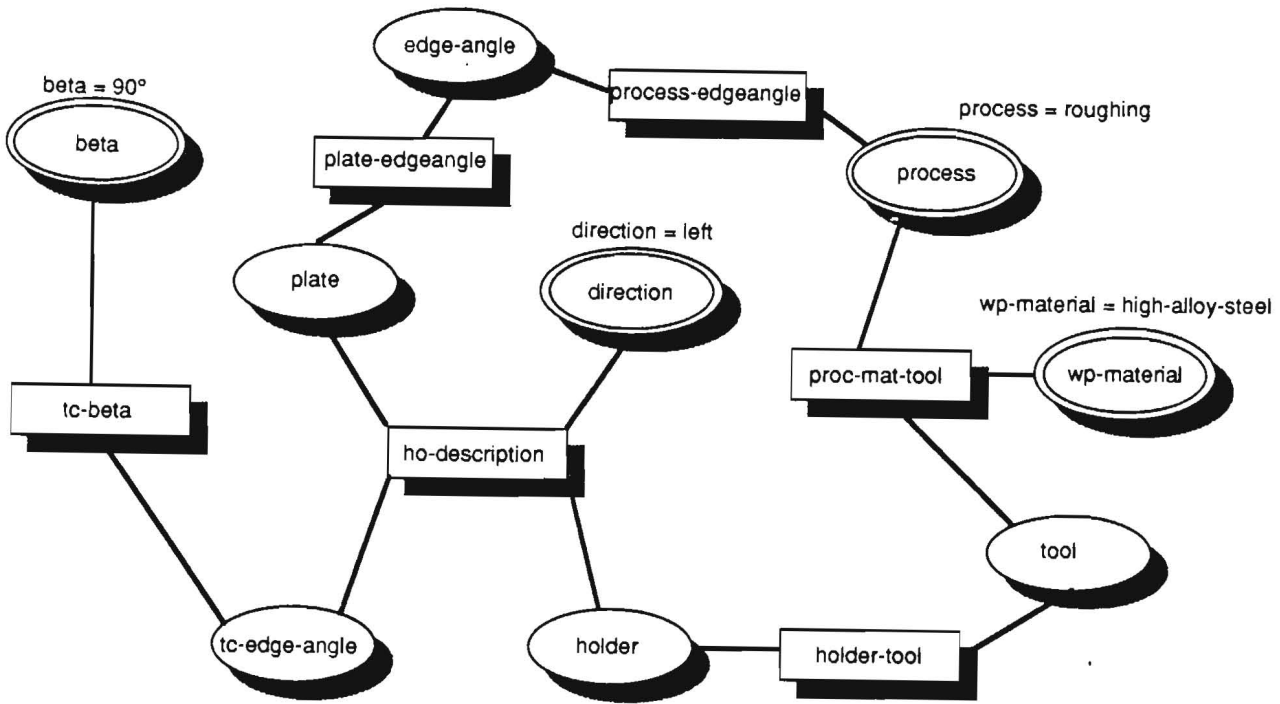 edge-angle
beta = 90°
process-edgeangle
process = roughing
beta
plate-edgeangle
process
direction = left
plate
direction
wp-material = high-alloy-steel
proc-mat-tool
wp-material
tc-beta
ho-description
tool
tc-edge-angle
holder
holder-tool